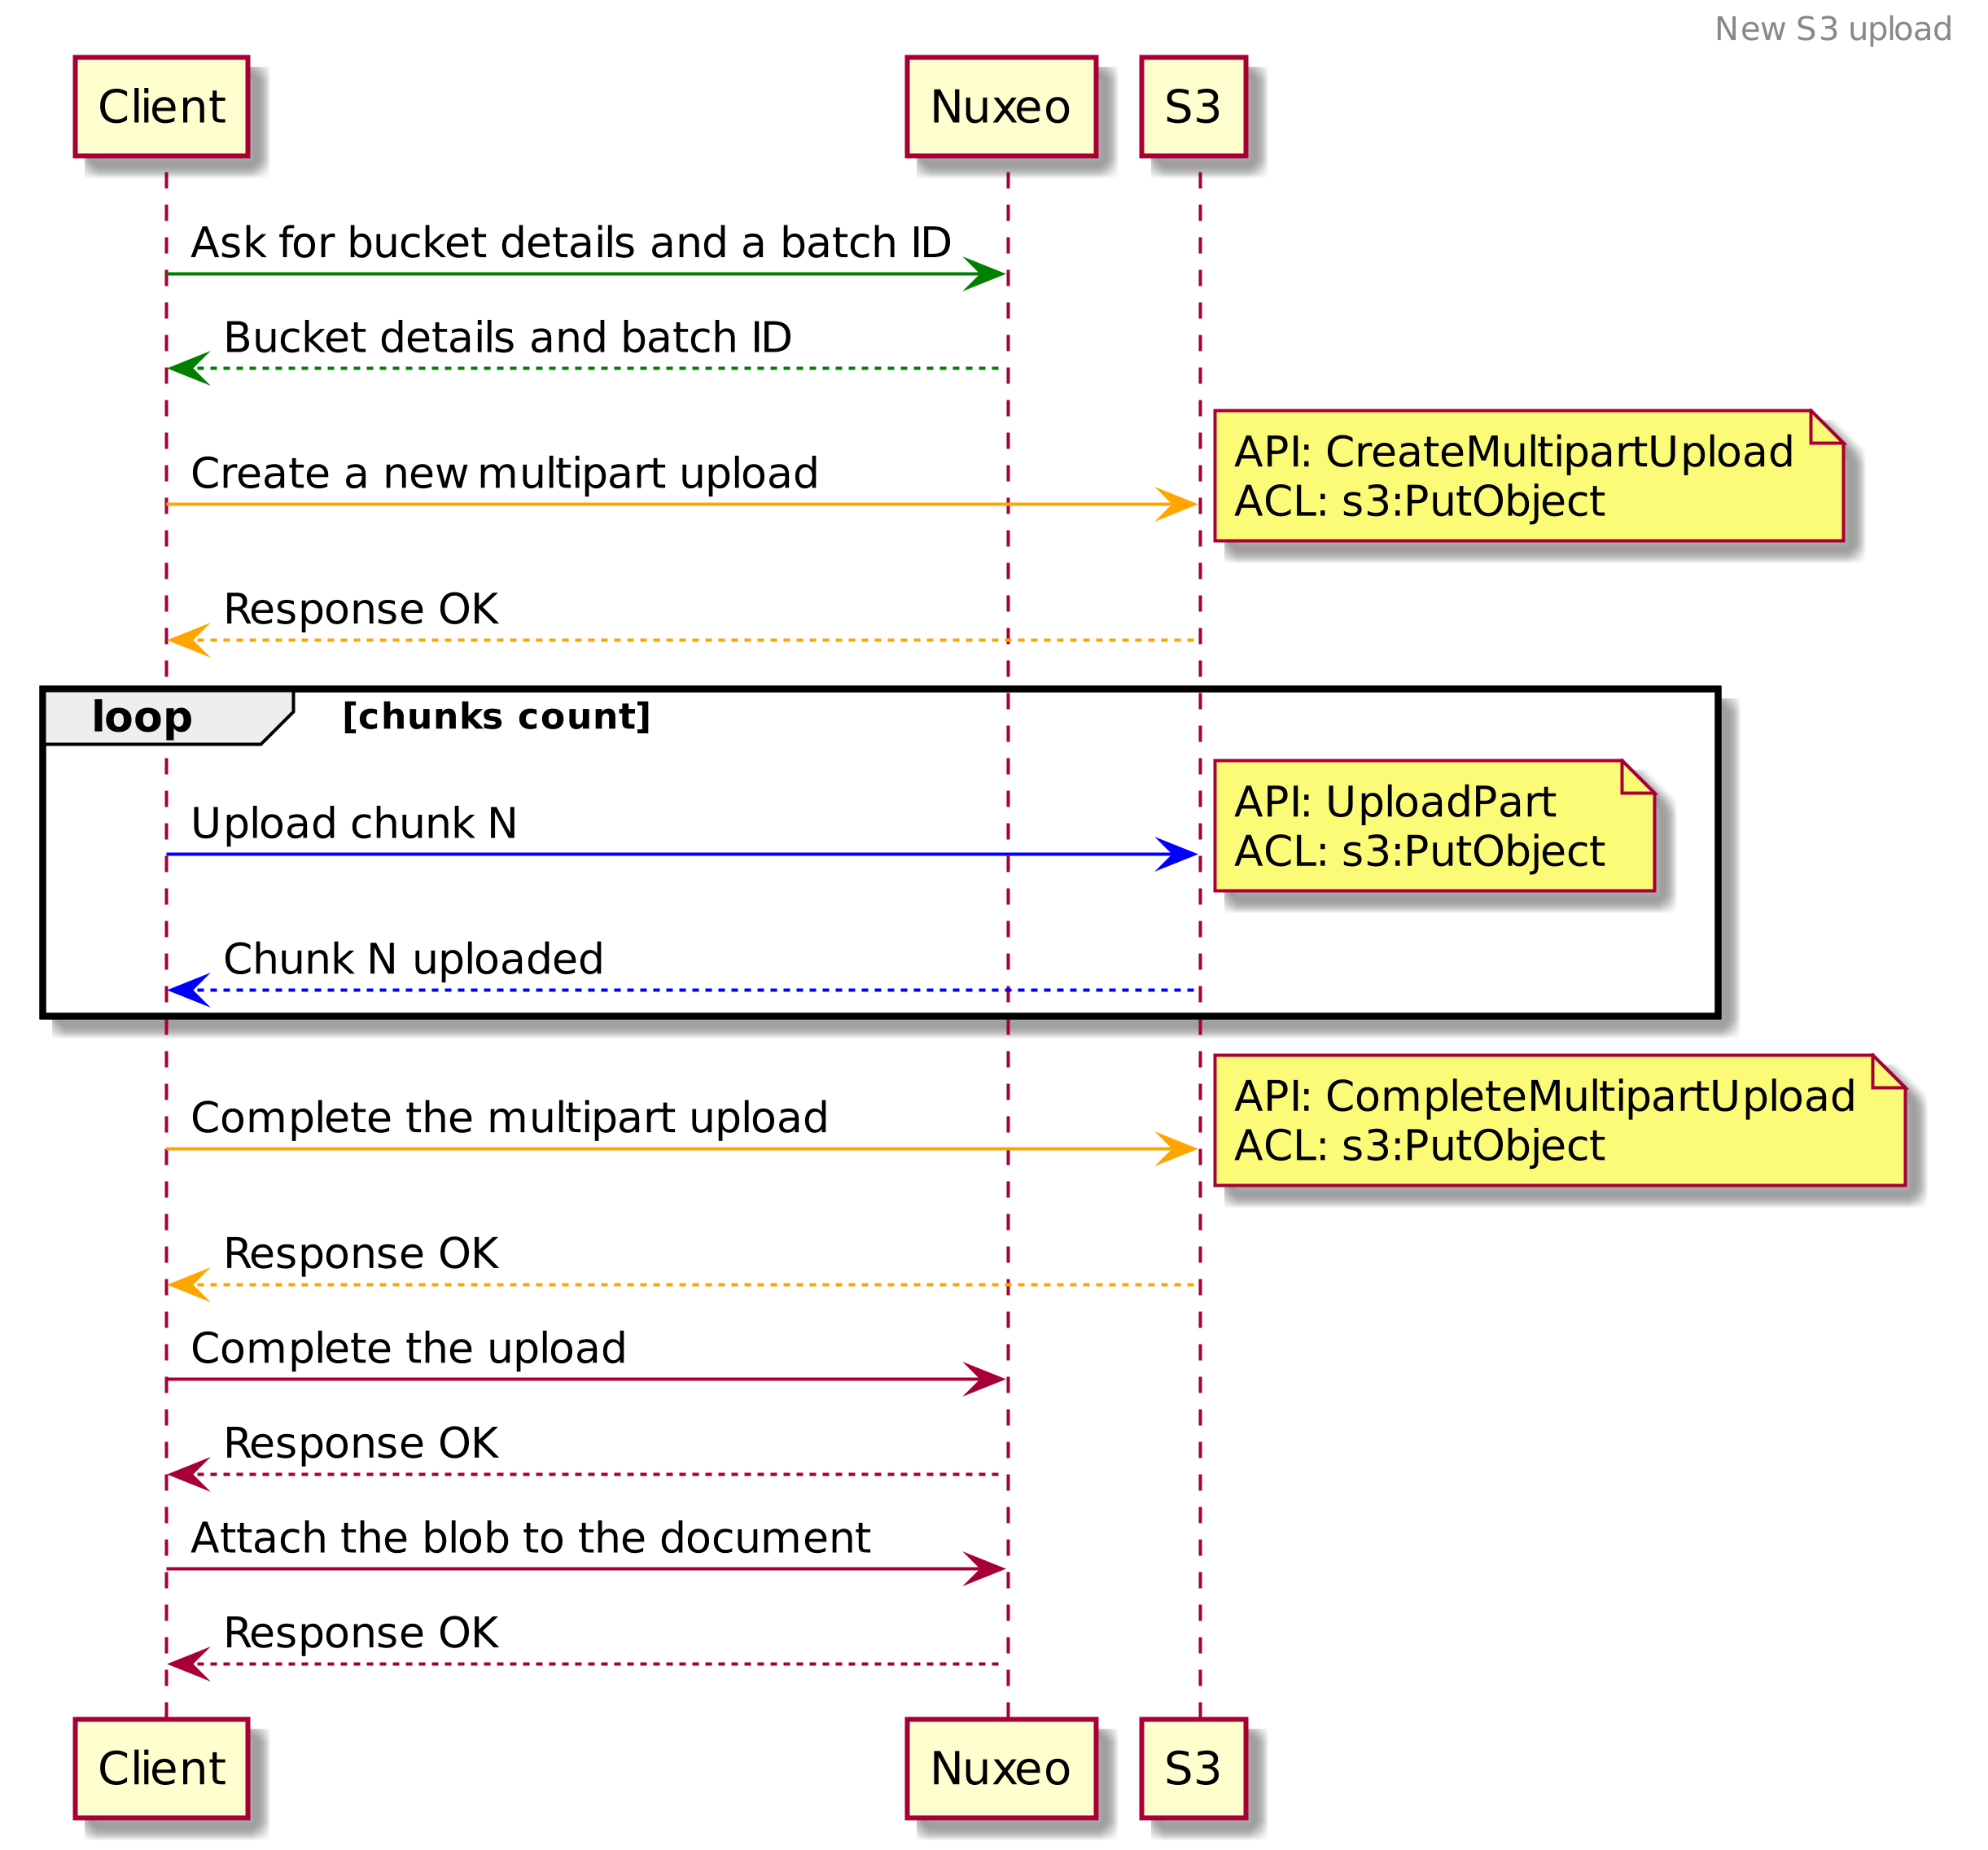 New S3 upload
Client
Nuxeo
S3
Ask for bucket details and a batch ID
Bucket details and batch ID
API: CreateMultipartUpload
ACL: s3:PutObject
Create a new multipart upload
Response OK
loop
[chunks count]
API: UploadPart
ACL: s3:PutObject
Upload chunk N
Chunk N uploaded
API: CompleteMultipartUpload
ACL: s3:PutObject
Complete the multipart upload
Response OK
Complete the upload
Response OK
Attach the blob to the document
Response OK
Client
Nuxeo
S3